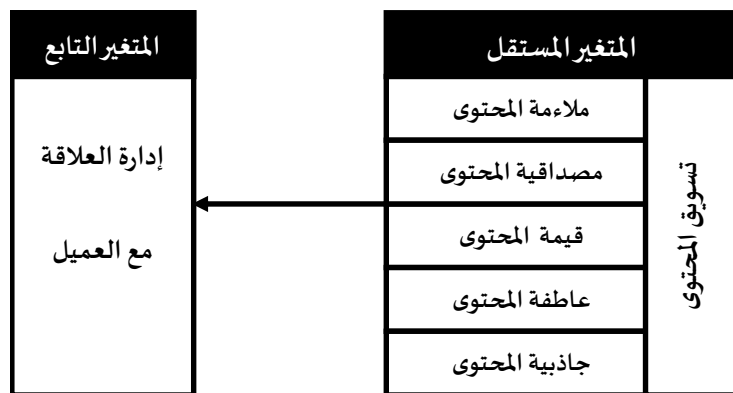 المتغير المستقل
المتغير التابع
تسويق المحتوى
ملاءمة المحتوى
مصداقية المحتوى
قيمة المحتوى
عاطفة المحتوى
جاذبية المحتوى
إدارة العلاقة
مع العميل